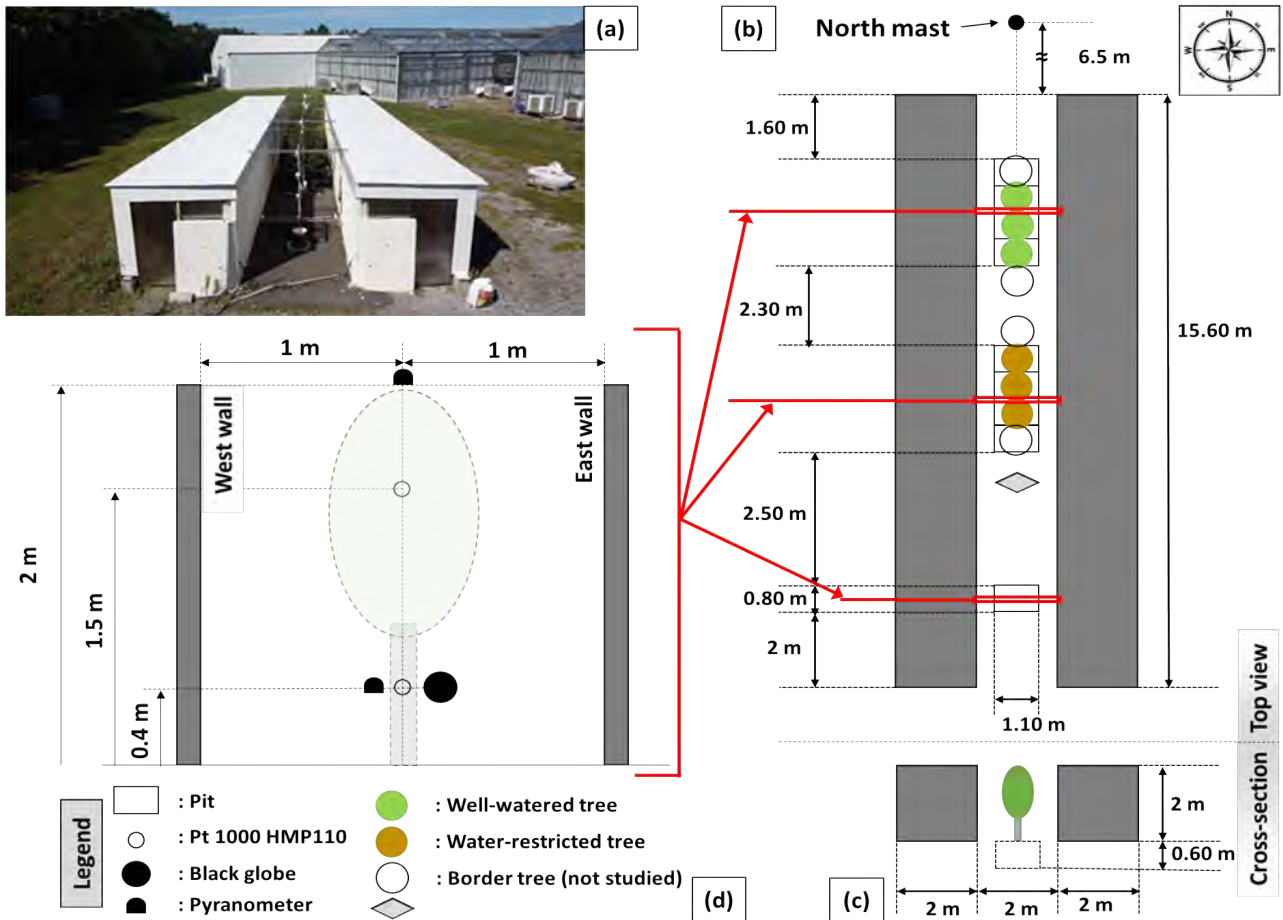 (a)
(b)
North mast
6.5 m
N
W
E
S
1.60 m
2.30 m
15.60 m
2.50 m
0.80 m
2 m
1.10 m
1 m
1 m
West wall
East wall
2 m
1.5 m
0.4 m
Top view
Cross-section
2 m
0.60 m
2 m
2 m
2 m
(c)
(d)
Legend
: Pit
: Pt 1000 HMP110
: Black globe
: Pyranometer
: Well-watered tree
: Water-restricted tree
: Border tree (not studied)